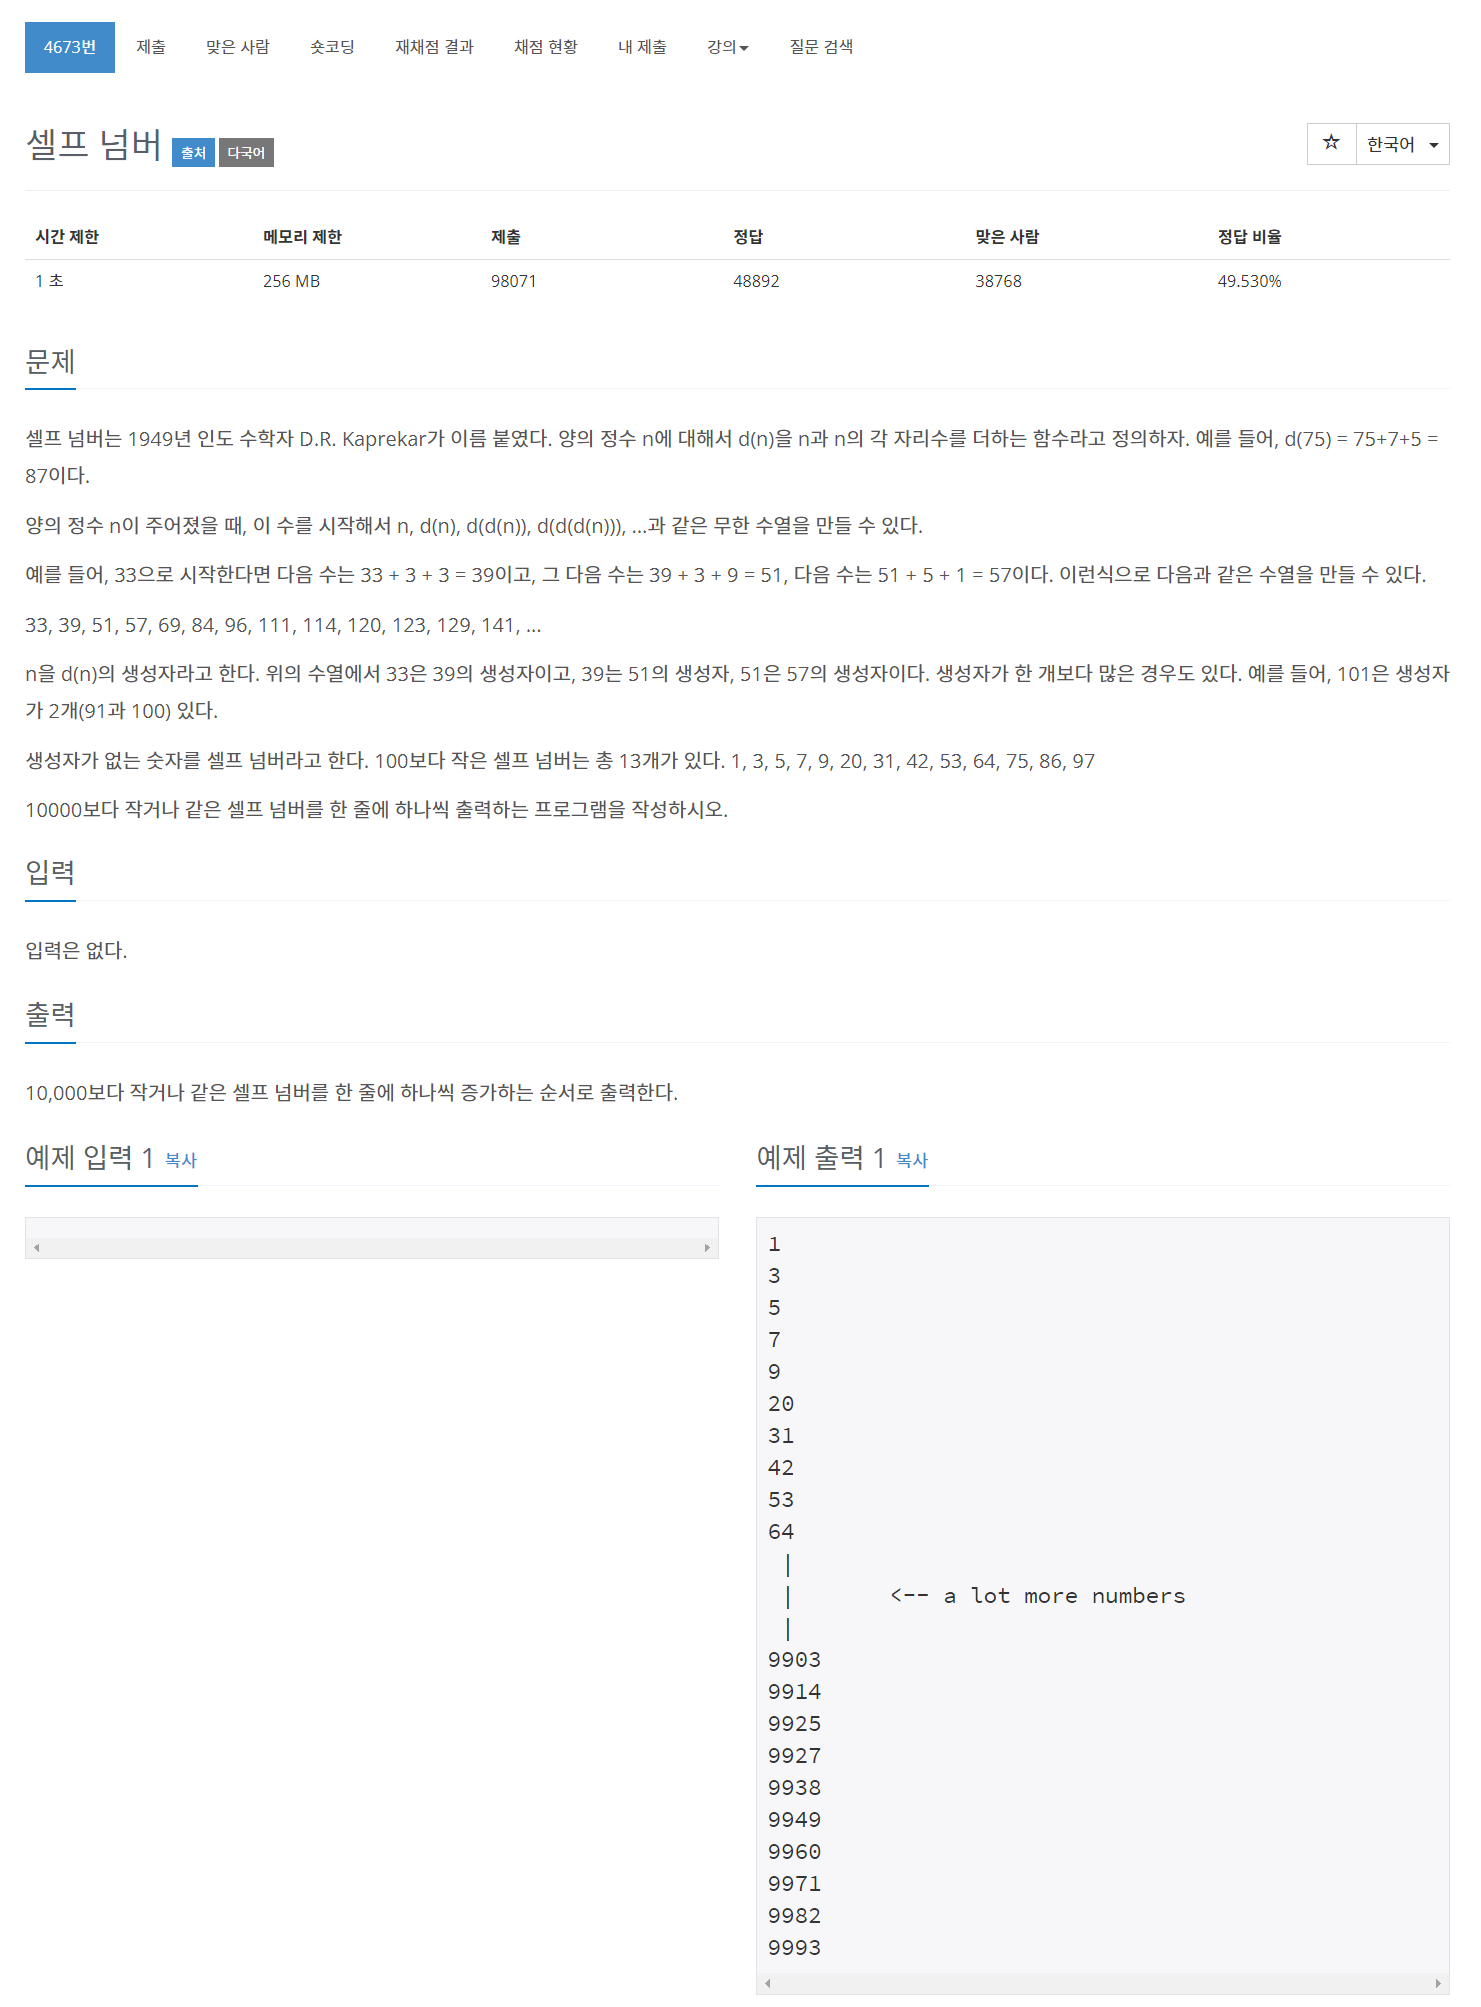 4673번 제출 맞은 사람 숏코딩 재채점 결과 채점 현황 내 제출 강의 질문 검색
셀프 넘버 출처 다국어 ☆ 한국어
시간 제한 메모리 제한 제출 정답 맞은 사람 정답 비율
1 초 256 MB 98071 48892 38768 49.530%
문제
셀프 넘버는 1949년 인도 수학자 D.R. Kaprekar가 이름 붙였다. 양의 정수 n에 대해서 d(n)을 n과 n의 각 자리수를 더하는 함수라고 정의하자. 예를 들어, d(75) = 75+7+5 =
87이다.
양의 정수 n이 주어졌을 때, 이 수를 시작해서 n, d(n), d(d(n)), d(d(d(n))), ...과 같은 무한 수열을 만들 수 있다.
예를 들어, 33으로 시작한다면 다음 수는 33 + 3 + 3 = 39이고, 그 다음 수는 39 + 3 + 9 = 51, 다음 수는 51 + 5 + 1 = 57이다. 이런식으로 다음과 같은 수열을 만들 수 있다.
33, 39, 51, 57, 69, 84, 96, 111, 114, 120, 123, 129, 141, ...
n을 d(n)의 생성자라고 한다. 위의 수열에서 33은 39의 생성자이고, 39는 51의 생성자, 51은 57의 생성자이다. 생성자가 한 개보다 많은 경우도 있다. 예를 들어, 101은 생성자
가 2개(91과 100) 있다.
생성자가 없는 숫자를 셀프 넘버라고 한다. 100보다 작은 셀프 넘버는 총 13개가 있다. 1, 3, 5, 7, 9, 20, 31, 42, 53, 64, 75, 86, 97
10000보다 작거나 같은 셀프 넘버를 한 줄에 하나씩 출력하는 프로그램을 작성하시오.
입력
입력은 없다.
출력
10,000보다 작거나 같은 셀프 넘버를 한 줄에 하나씩 증가하는 순서로 출력한다.
예제 입력 1 복사
예제 출력 1 복사
1
3
5
7
9
20
31
42
53
64
|
| <-- a lot more numbers
|
9903
9914
9925
9927
9938
9949
9960
9971
9982
9993